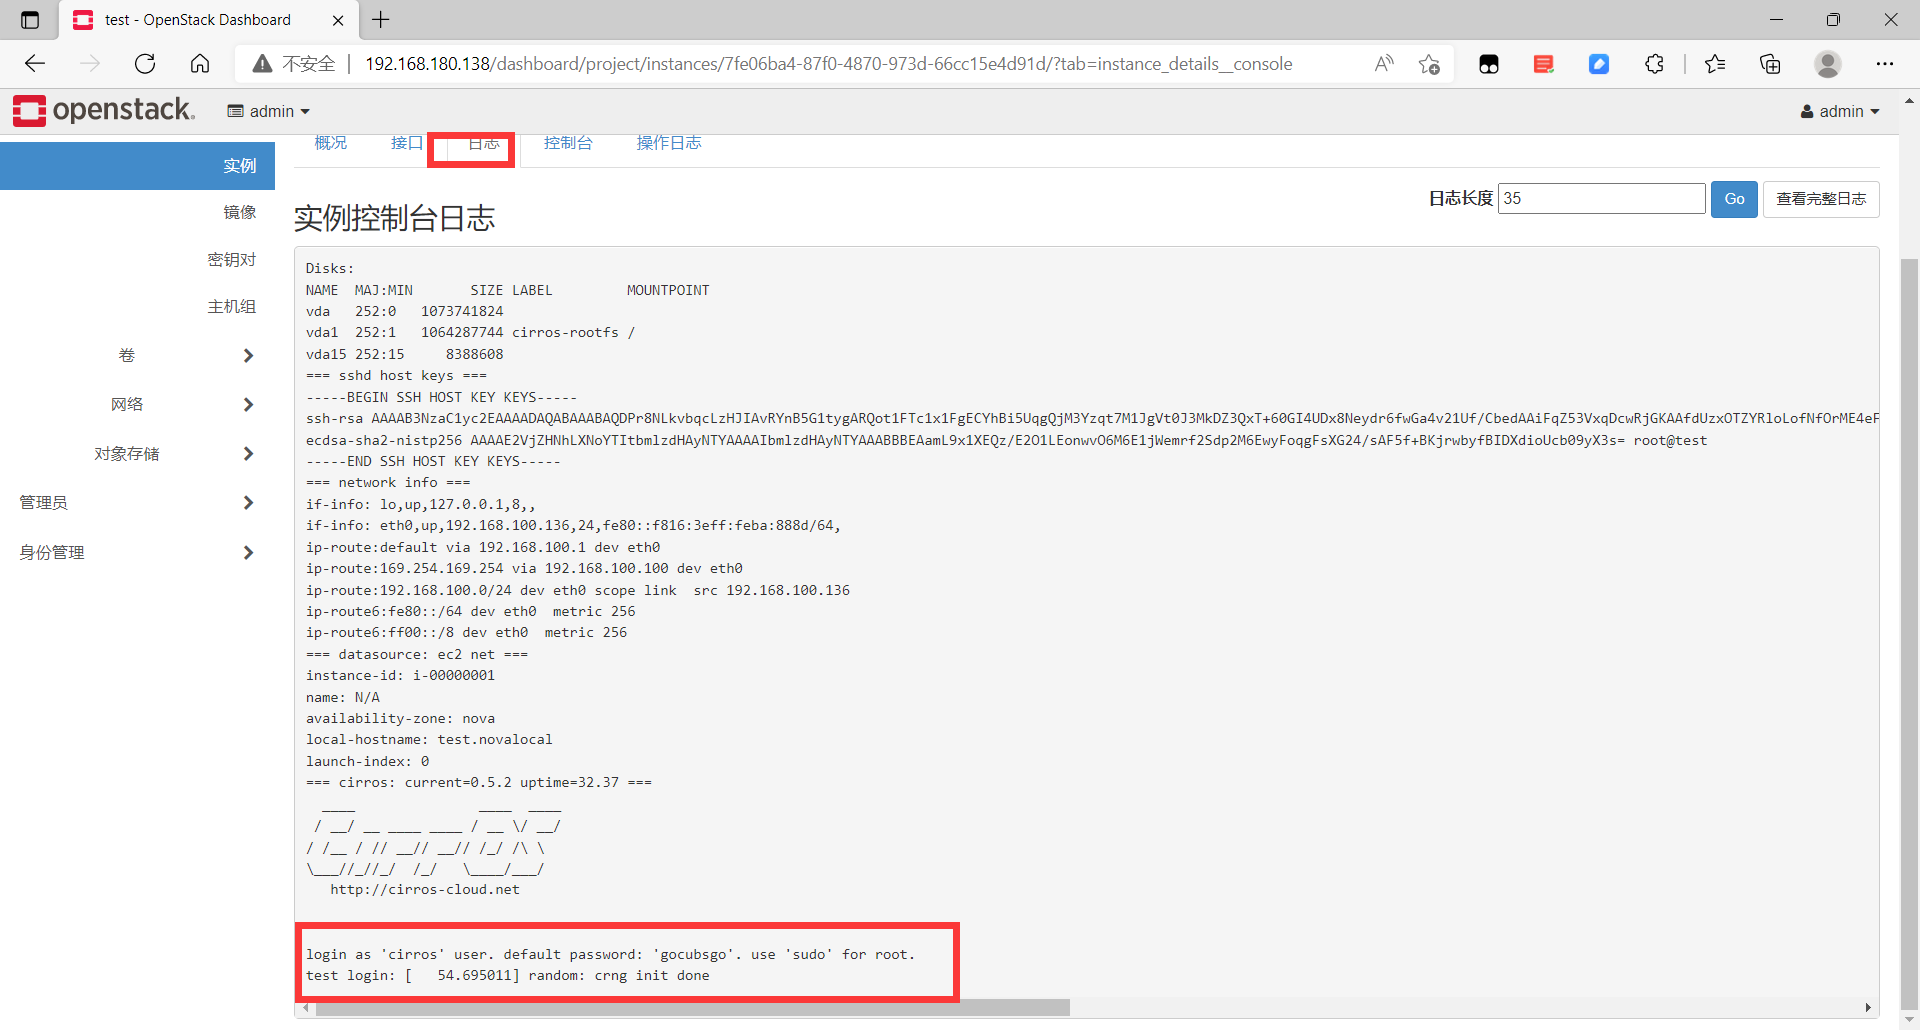 test - OpenStack Dashboard
不安全
192.168.180.138/dashboard/project/instances/7fe06ba4-87f0-4870-973d-66cc15e4d91d/?tab=instance_details__console
openstack.
admin
admin
概况 接口 日志 控制台 操作日志
实例
镜像
密钥对
主机组
卷
网络
对象存储
管理员
身份管理
实例控制台日志
日志长度 35 Go 查看完整日志
Disks:
NAME  MAJ:MIN       SIZE LABEL         MOUNTPOINT
vda   252:0   1073741824
vda1  252:1   1064287744 cirros-rootfs /
vda15 252:15     8388608
=== sshd host keys ===
-----BEGIN SSH HOST KEY KEYS-----
ssh-rsa AAAAB3NzaC1yc2EAAAADAQABAAABAQDPr8NLkvbqcLzHJIAvRYnB5G1tygARQot1FTc1x1FgECYhBi5UqgQjM3Yzqt7M1JgVt0J3MkDZ3QxT+60GI4UDx8Neydr6fwGa4v21Uf/CbedAAiFqZ53VxqDcwRjGKAAfdUzxOTZYRloLofNfOrME4eF
ecdsa-sha2-nistp256 AAAAE2VjZHNhLXNoYTItbmlzdHAyNTYAAAAIbmlzdHAyNTYAAABBBEAamL9x1XEQz/E2O1LEonwvO6M6E1jWemrf2Sdp2M6EwyFoqgFsXG24/sAF5f+BKjrwbyfBIDXdioUcb09yX3s= root@test
-----END SSH HOST KEY KEYS-----
=== network info ===
if-info: lo,up,127.0.0.1,8,,
if-info: eth0,up,192.168.100.136,24,fe80::f816:3eff:feba:888d/64,
ip-route:default via 192.168.100.1 dev eth0
ip-route:169.254.169.254 via 192.168.100.100 dev eth0
ip-route:192.168.100.0/24 dev eth0 scope link  src 192.168.100.136
ip-route6:fe80::/64 dev eth0  metric 256
ip-route6:ff00::/8 dev eth0  metric 256
=== datasource: ec2 net ===
instance-id: i-00000001
name: N/A
availability-zone: nova
local-hostname: test.novalocal
launch-index: 0
=== cirros: current=0.5.2 uptime=32.37 ===
  ____               ____  ____
 / __/ __ ____ ____ / __ \/ __/
/ /__ / // __// __// /_/ /\ \
\___//_//_/  /_/   \____/___/
   http://cirros-cloud.net
login as 'cirros' user. default password: 'gocubsgo'. use 'sudo' for root.
test login: [   54.695011] random: crng init done